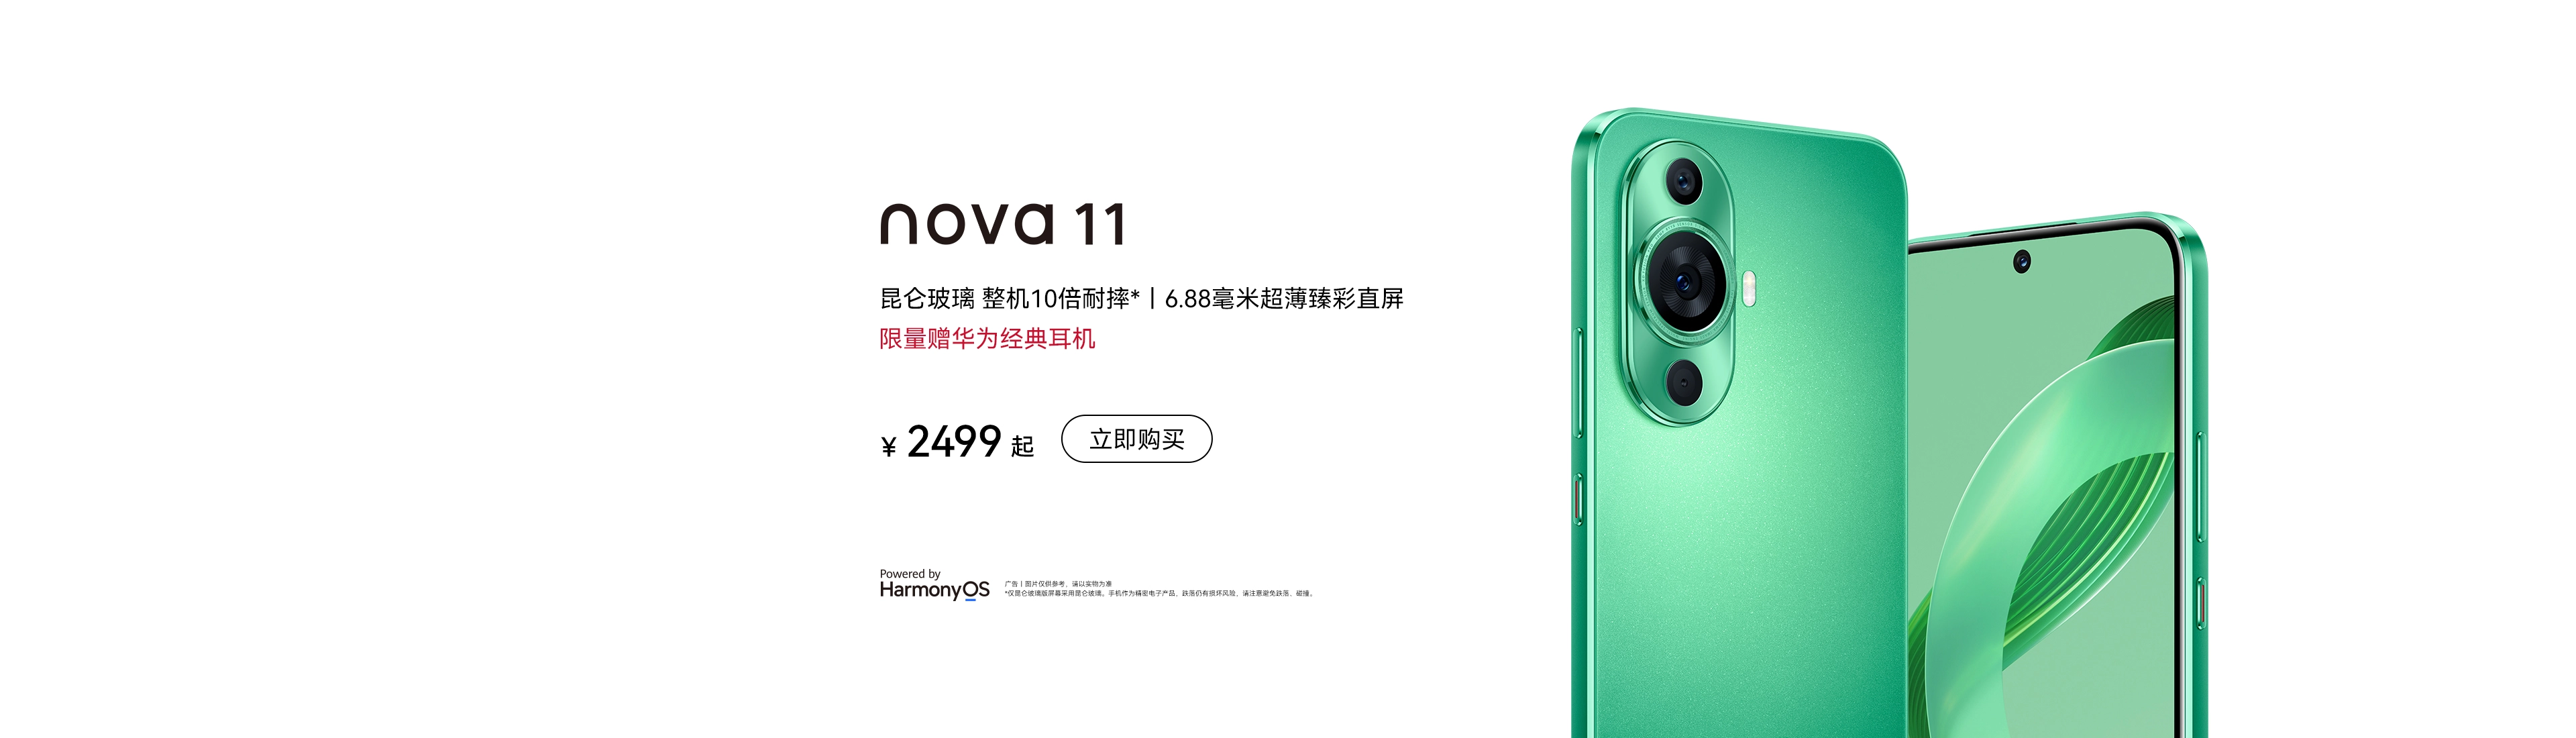 nova 11
昆仑玻璃 整机10倍耐摔* | 6.88毫米超薄臻彩直屏
限量赠华为经典耳机
¥ 2499 起 立即购买
Powered by
HarmonyOS
广告 | 图片仅供参考，请以实物为准
*仅昆仑玻璃版屏幕采用昆仑玻璃。手机作为精密电子产品，跌落仍有损坏风险，请注意避免跌落、碰撞。